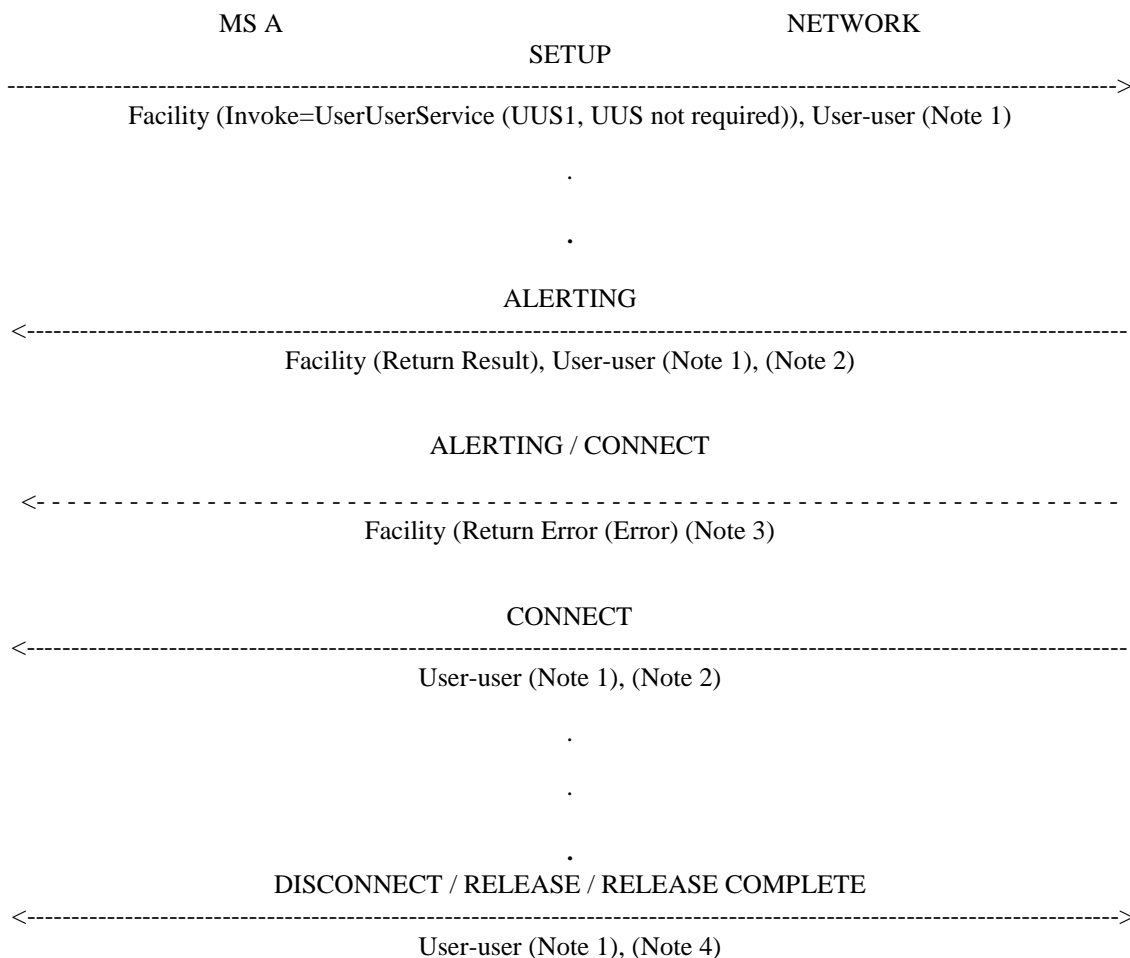 MS A NETWORK
SETUP
------------------------------------------------------------------------------------------------------------------------------>
Facility (Invoke=UserUserService (UUS1, UUS not required)), User-user (Note 1)
.
.
ALERTING
<------------------------------------------------------------------------------------------------------------------------------
Facility (Return Result), User-user (Note 1), (Note 2)
ALERTING / CONNECT
<- - - - - - - - - - - - - - - - - - - - - - - - - - - - - - - - - - - - - - - - - - - - - - - - - - - - - - - - - - - - - - - - - - - - - -
Facility (Return Error (Error) (Note 3)
CONNECT
<------------------------------------------------------------------------------------------------------------------------------
User-user (Note 1), (Note 2)
.
.
.
DISCONNECT / RELEASE / RELEASE COMPLETE
<----------------------------------------------------------------------------------------------------------------------------->
User-user (Note 1), (Note 4)